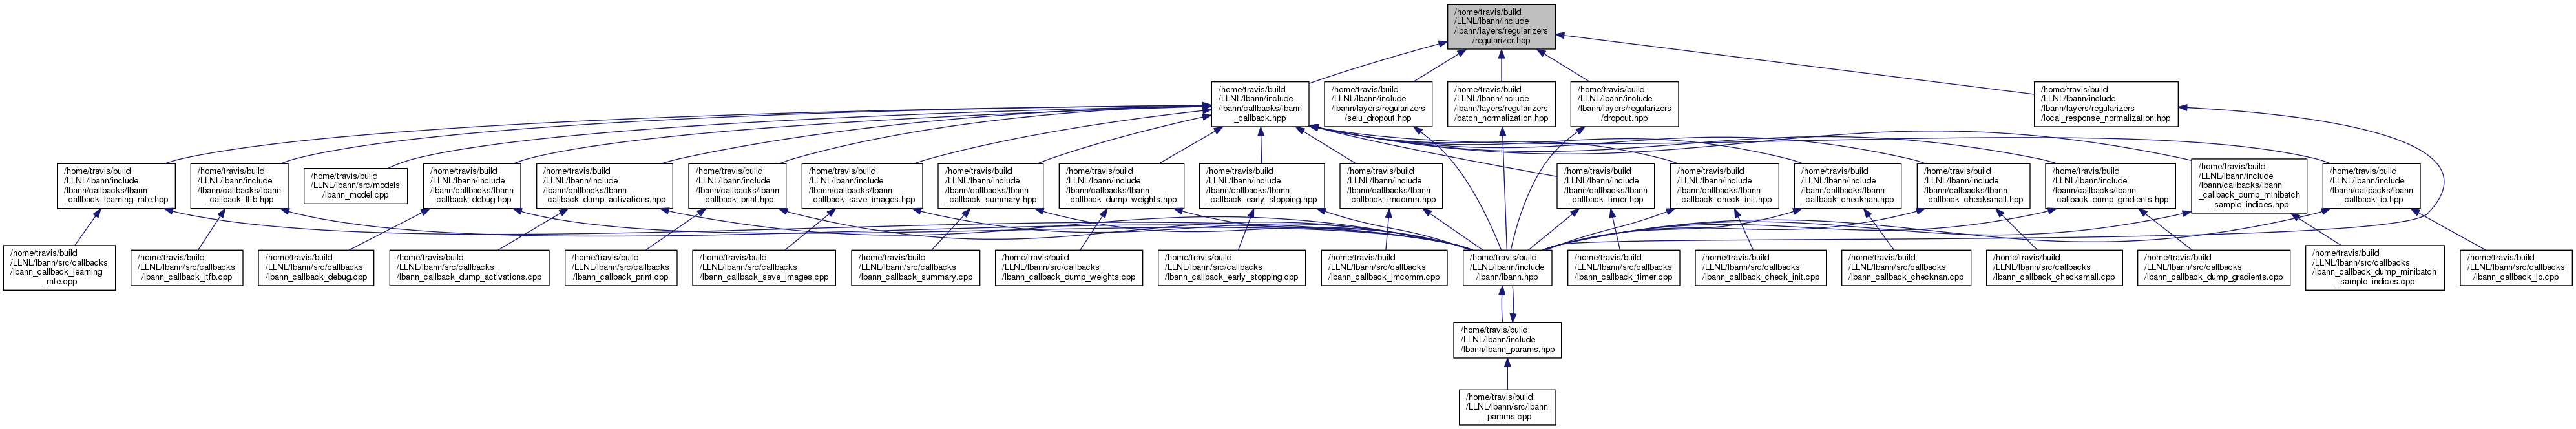 /home/travis/build
/LLNL/lbann/include
/lbann/layers/regularizers
/regularizer.hpp
/home/travis/build
/LLNL/lbann/include
/lbann/callbacks/lbann
_callback.hpp
/home/travis/build
/LLNL/lbann/include
/lbann/layers/regularizers
/selu_dropout.hpp
/home/travis/build
/LLNL/lbann/include
/lbann/layers/regularizers
/batch_normalization.hpp
/home/travis/build
/LLNL/lbann/include
/lbann/layers/regularizers
/dropout.hpp
/home/travis/build
/LLNL/lbann/include
/lbann/layers/regularizers
/local_response_normalization.hpp
/home/travis/build
/LLNL/lbann/include
/lbann/callbacks/lbann
_callback_learning_rate.hpp
/home/travis/build
/LLNL/lbann/include
/lbann/callbacks/lbann
_callback_ltfb.hpp
/home/travis/build
/LLNL/lbann/src/models
/lbann_model.cpp
/home/travis/build
/LLNL/lbann/include
/lbann/callbacks/lbann
_callback_debug.hpp
/home/travis/build
/LLNL/lbann/include
/lbann/callbacks/lbann
_callback_dump_activations.hpp
/home/travis/build
/LLNL/lbann/include
/lbann/callbacks/lbann
_callback_print.hpp
/home/travis/build
/LLNL/lbann/include
/lbann/callbacks/lbann
_callback_save_images.hpp
/home/travis/build
/LLNL/lbann/include
/lbann/callbacks/lbann
_callback_summary.hpp
/home/travis/build
/LLNL/lbann/include
/lbann/callbacks/lbann
_callback_dump_weights.hpp
/home/travis/build
/LLNL/lbann/include
/lbann/callbacks/lbann
_callback_early_stopping.hpp
/home/travis/build
/LLNL/lbann/include
/lbann/callbacks/lbann
_callback_imcomm.hpp
/home/travis/build
/LLNL/lbann/include
/lbann/callbacks/lbann
_callback_timer.hpp
/home/travis/build
/LLNL/lbann/include
/lbann/callbacks/lbann
_callback_check_init.hpp
/home/travis/build
/LLNL/lbann/include
/lbann/callbacks/lbann
_callback_checknan.hpp
/home/travis/build
/LLNL/lbann/include
/lbann/callbacks/lbann
_callback_checksmall.hpp
/home/travis/build
/LLNL/lbann/include
/lbann/callbacks/lbann
_callback_dump_gradients.hpp
/home/travis/build
/LLNL/lbann/include
/lbann/callbacks/lbann
_callback_dump_minibatch
_sample_indices.hpp
/home/travis/build
/LLNL/lbann/include
/lbann/callbacks/lbann
_callback_io.hpp
/home/travis/build
/LLNL/lbann/src/callbacks
/lbann_callback_learning
_rate.cpp
/home/travis/build
/LLNL/lbann/src/callbacks
/lbann_callback_ltfb.cpp
/home/travis/build
/LLNL/lbann/src/callbacks
/lbann_callback_debug.cpp
/home/travis/build
/LLNL/lbann/src/callbacks
/lbann_callback_dump_activations.cpp
/home/travis/build
/LLNL/lbann/src/callbacks
/lbann_callback_print.cpp
/home/travis/build
/LLNL/lbann/src/callbacks
/lbann_callback_save_images.cpp
/home/travis/build
/LLNL/lbann/src/callbacks
/lbann_callback_summary.cpp
/home/travis/build
/LLNL/lbann/src/callbacks
/lbann_callback_dump_weights.cpp
/home/travis/build
/LLNL/lbann/src/callbacks
/lbann_callback_early_stopping.cpp
/home/travis/build
/LLNL/lbann/src/callbacks
/lbann_callback_imcomm.cpp
/home/travis/build
/LLNL/lbann/include
/lbann/lbann.hpp
/home/travis/build
/LLNL/lbann/src/callbacks
/lbann_callback_timer.cpp
/home/travis/build
/LLNL/lbann/src/callbacks
/lbann_callback_check_init.cpp
/home/travis/build
/LLNL/lbann/src/callbacks
/lbann_callback_checknan.cpp
/home/travis/build
/LLNL/lbann/src/callbacks
/lbann_callback_checksmall.cpp
/home/travis/build
/LLNL/lbann/src/callbacks
/lbann_callback_dump_gradients.cpp
/home/travis/build
/LLNL/lbann/src/callbacks
/lbann_callback_dump_minibatch
_sample_indices.cpp
/home/travis/build
/LLNL/lbann/src/callbacks
/lbann_callback_io.cpp
/home/travis/build
/LLNL/lbann/include
/lbann/lbann_params.hpp
/home/travis/build
/LLNL/lbann/src/lbann
_params.cpp